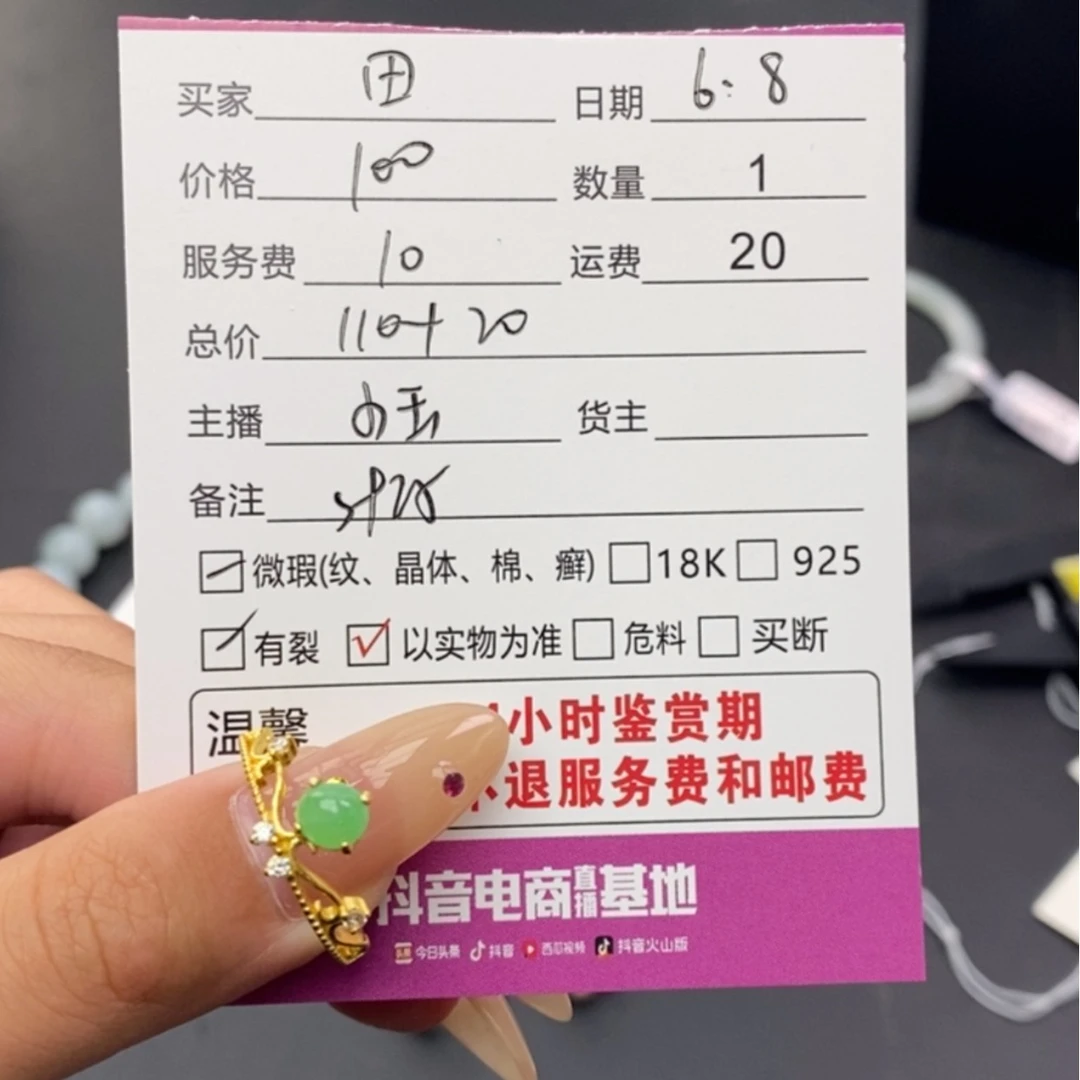 买家 田 日期 6:8
价格 100 数量 1
服务费 10 运费 20
总价 110+20
主播 小玉 货主
备注
微瑕(纹、晶体、棉、癣) 18K 925
有裂 以实物为准 危料 买断
温馨 小时鉴赏期
不退服务费和邮费
抖音电商直播基地
头条 今日头条 抖音 西瓜视频 抖音火山版